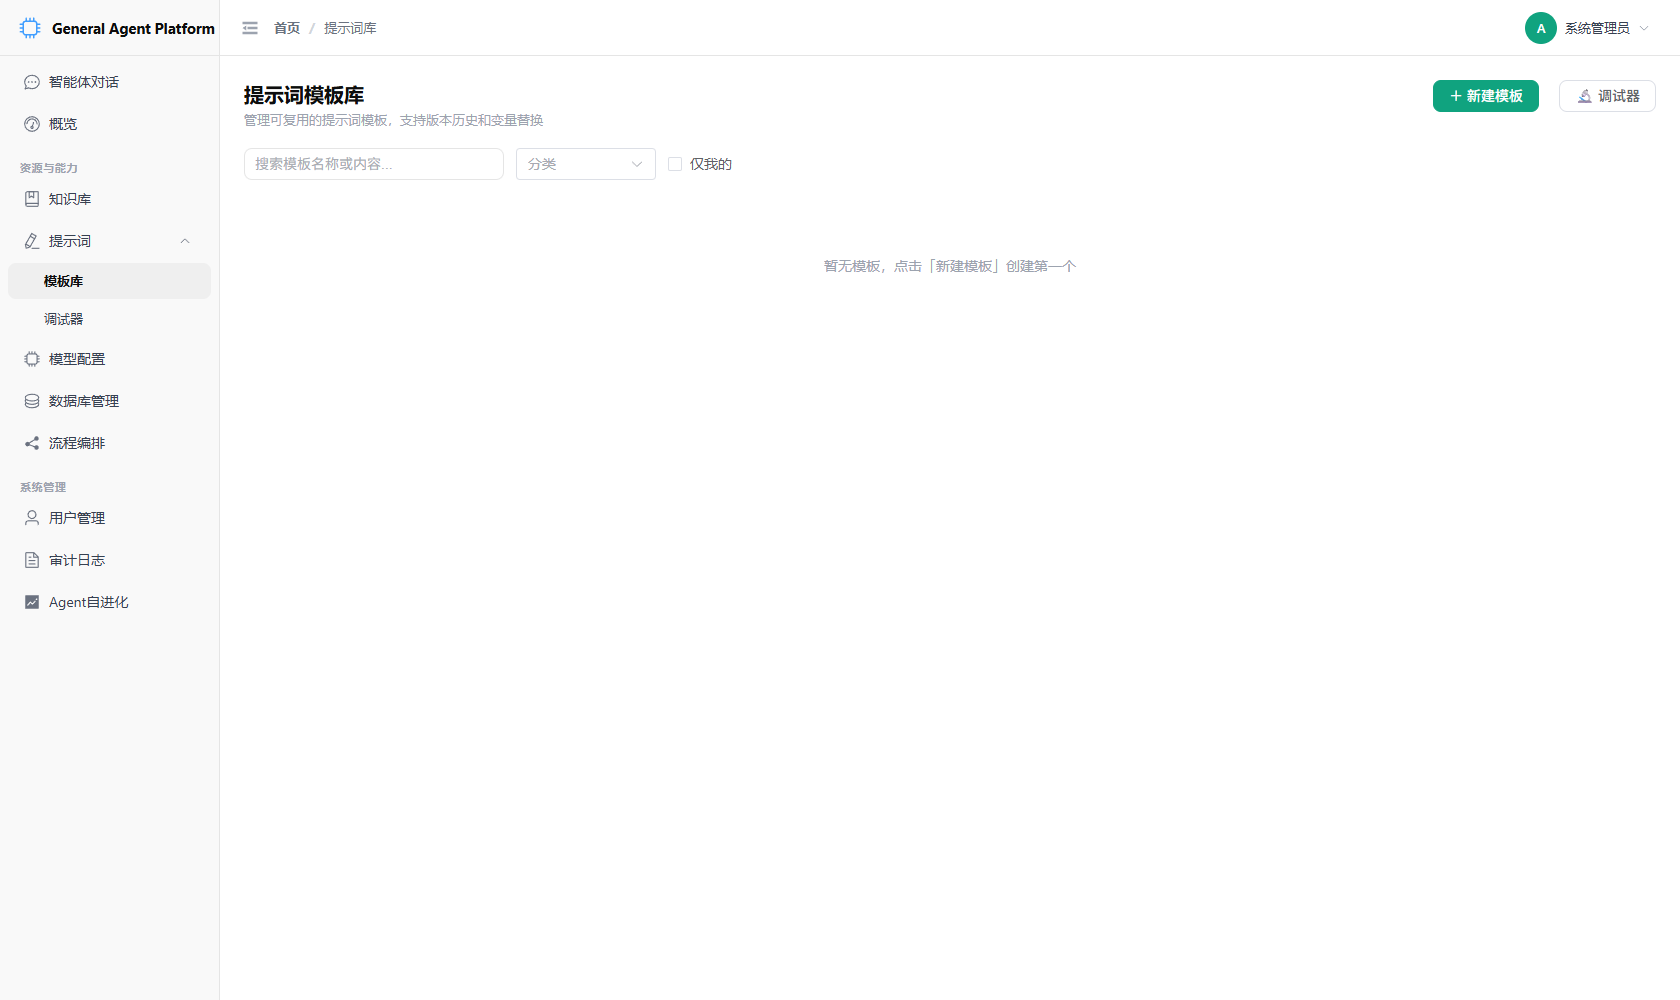 General Agent Platform
首页 / 提示词库
A 系统管理员
智能体对话
概览
资源与能力
知识库
提示词
模板库
调试器
模型配置
数据库管理
流程编排
系统管理
用户管理
审计日志
Agent自进化
提示词模板库
管理可复用的提示词模板，支持版本历史和变量替换
+ 新建模板
调试器
搜索模板名称或内容...
分类
仅我的
暂无模板，点击「新建模板」创建第一个